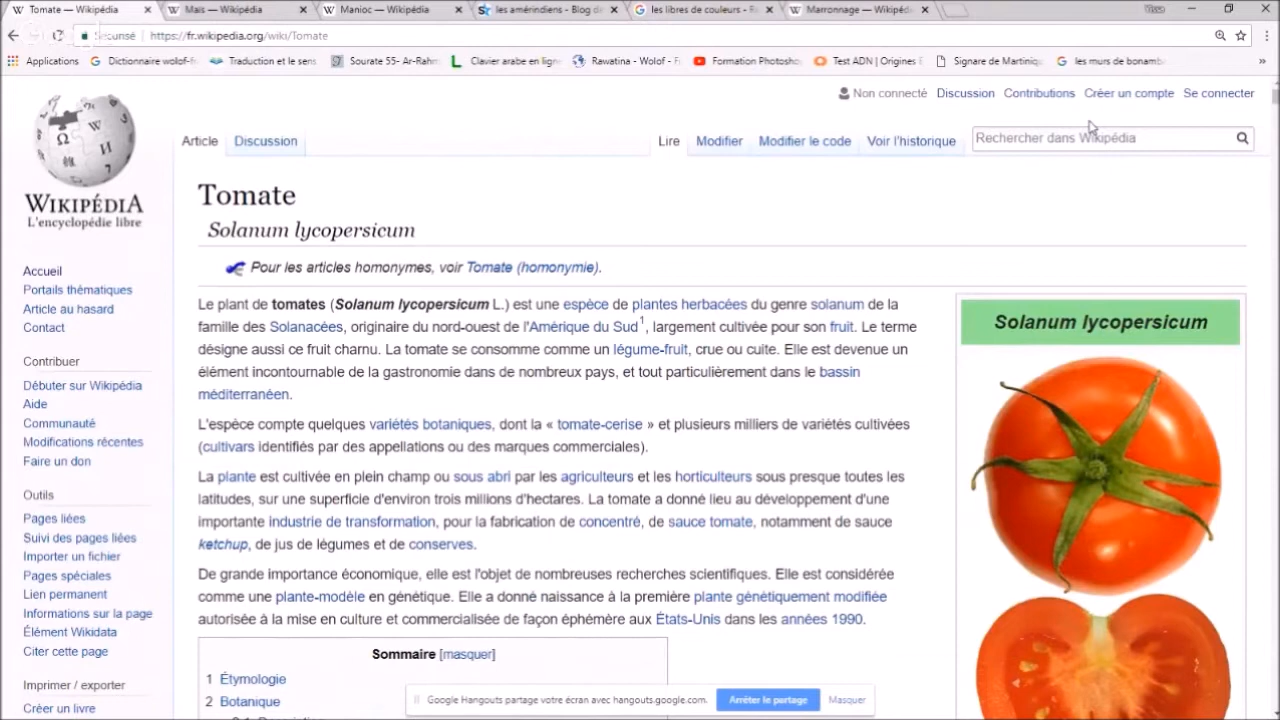 Tomate — Wikipédia
Maïs — Wikipédia
Manioc — Wikipédia
les amérindiens - Blog d
les libres de couleurs - R
Marronnage — Wikipéd
https://fr.wikipedia.org/wiki/Tomate
Applications
Dictionnaire wolof-f
Traduction et le sens
Sourate 55- Ar-Rahm
Clavier arabe en lign
Rawatina - Wolof - F
Formation Photosho
Test ADN | Origines E
Signare de Martiniq
les murs de bonamb
»
Non connecté Discussion Contributions Créer un compte Se connecter
Article Discussion Lire Modifier Modifier le code Voir l'historique Rechercher dans Wikipédia
WIKIPÉDIA
L'encyclopédie libre
Accueil
Portails thématiques
Article au hasard
Contact
Contribuer
Débuter sur Wikipédia
Aide
Communauté
Modifications récentes
Faire un don
Outils
Pages liées
Suivi des pages liées
Importer un fichier
Pages spéciales
Lien permanent
Informations sur la page
Élément Wikidata
Citer cette page
Imprimer / exporter
Créer un livre
Tomate
Solanum lycopersicum
Pour les articles homonymes, voir Tomate (homonymie).
Le plant de tomates (Solanum lycopersicum L.) est une espèce de plantes herbacées du genre solanum de la
famille des Solanacées, originaire du nord-ouest de l'Amérique du Sud1, largement cultivée pour son fruit. Le terme
désigne aussi ce fruit charnu. La tomate se consomme comme un légume-fruit, crue ou cuite. Elle est devenue un
élément incontournable de la gastronomie dans de nombreux pays, et tout particulièrement dans le bassin
méditerranéen.
L'espèce compte quelques variétés botaniques, dont la « tomate-cerise » et plusieurs milliers de variétés cultivées
(cultivars identifiés par des appellations ou des marques commerciales).
La plante est cultivée en plein champ ou sous abri par les agriculteurs et les horticulteurs sous presque toutes les
latitudes, sur une superficie d'environ trois millions d'hectares. La tomate a donné lieu au développement d'une
importante industrie de transformation, pour la fabrication de concentré, de sauce tomate, notamment de sauce
ketchup, de jus de légumes et de conserves.
De grande importance économique, elle est l'objet de nombreuses recherches scientifiques. Elle est considérée
comme une plante-modèle en génétique. Elle a donné naissance à la première plante génétiquement modifiée
autorisée à la mise en culture et commercialisée de façon éphémère aux États-Unis dans les années 1990.
Sommaire [masquer]
1 Étymologie
2 Botanique
Solanum lycopersicum
Google Hangouts partage votre écran avec hangouts.google.com. Arrêter le partage Masquer